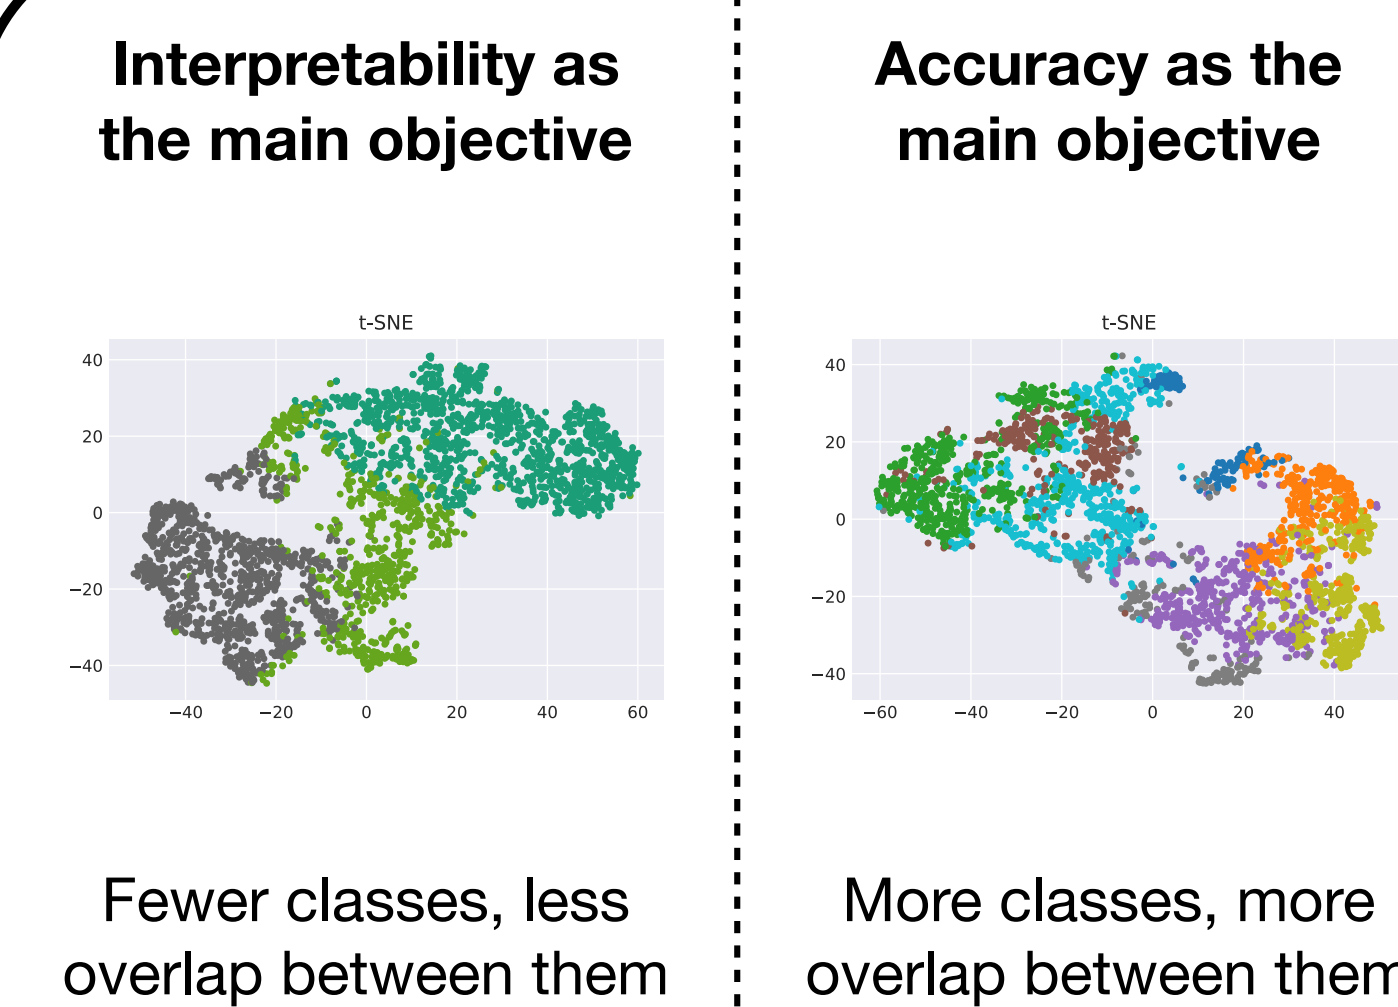 Interpretability as
the main objective
t-SNE
40
20
0
−20
−40
−40 −20 0 20 40 60
Fewer classes, less
overlap between them
Accuracy as the
main objective
t-SNE
40
20
0
−20
−40
−60 −40 −20 0 20 40
More classes, more
overlap between them